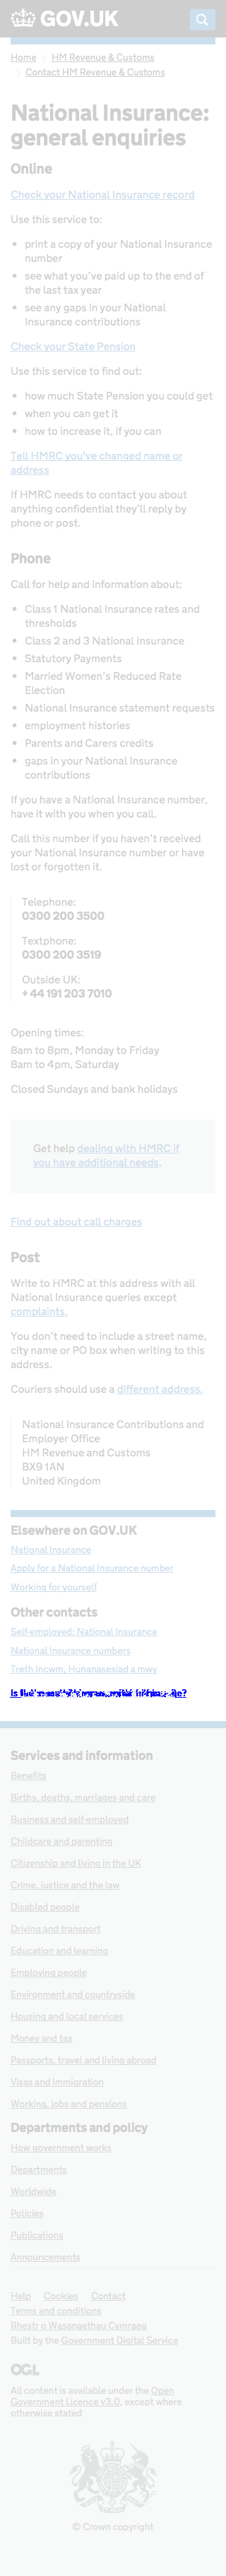 GOV.UK
Home > HM Revenue & Customs
> Contact HM Revenue & Customs
National Insurance:
general enquiries
Online
Check your National Insurance record
Use this service to:
• print a copy of your National Insurance
number
• see what you've paid up to the end of
the last tax year
• see any gaps in your National
Insurance contributions
Check your State Pension
Use this service to find out:
• how much State Pension you could get
• when you can get it
• how to increase it, if you can
Tell HMRC you've changed name or
address
If HMRC needs to contact you about
anything confidential they'll reply by
phone or post.
Phone
Call for help and information about:
• Class 1 National Insurance rates and
thresholds
• Class 2 and 3 National Insurance
• Statutory Payments
• Married Women's Reduced Rate
Election
• National Insurance statement requests
• employment histories
• Parents and Carers credits
• gaps in your National Insurance
contributions
If you have a National Insurance number,
have it with you when you call.
Call this number if you haven't received
your National Insurance number or have
lost or forgotten it.
Telephone:
0300 200 3500
Textphone:
0300 200 3519
Outside UK:
+ 44 191 203 7010
Opening times:
8am to 8pm, Monday to Friday
8am to 4pm, Saturday
Closed Sundays and bank holidays
Get help dealing with HMRC if
you have additional needs.
Find out about call charges
Post
Write to HMRC at this address with all
National Insurance queries except
complaints.
You don't need to include a street name,
city name or PO box when writing to this
address.
Couriers should use a different address.
National Insurance Contributions and
Employer Office
HM Revenue and Customs
BX9 1AN
United Kingdom
Elsewhere on GOV.UK
National Insurance
Apply for a National Insurance number
Working for yourself
Other contacts
Self-employed: National Insurance
National Insurance numbers
Treth Incwm, Hunanasesiad a mwy
Is
Services and information
Benefits
Births, deaths, marriages and care
Business and self-employed
Childcare and parenting
Citizenship and living in the UK
Crime, justice and the law
Disabled people
Driving and transport
Education and learning
Employing people
Environment and countryside
Housing and local services
Money and tax
Passports, travel and living abroad
Visas and immigration
Working, jobs and pensions
Departments and policy
How government works
Departments
Worldwide
Policies
Publications
Announcements
Help Cookies Contact
Terms and conditions
Rhestr o Wasanaethau Cymraeg
Built by the Government Digital Service
OGL
All content is available under the Open
Government Licence v3.0, except where
otherwise stated
© Crown copyright